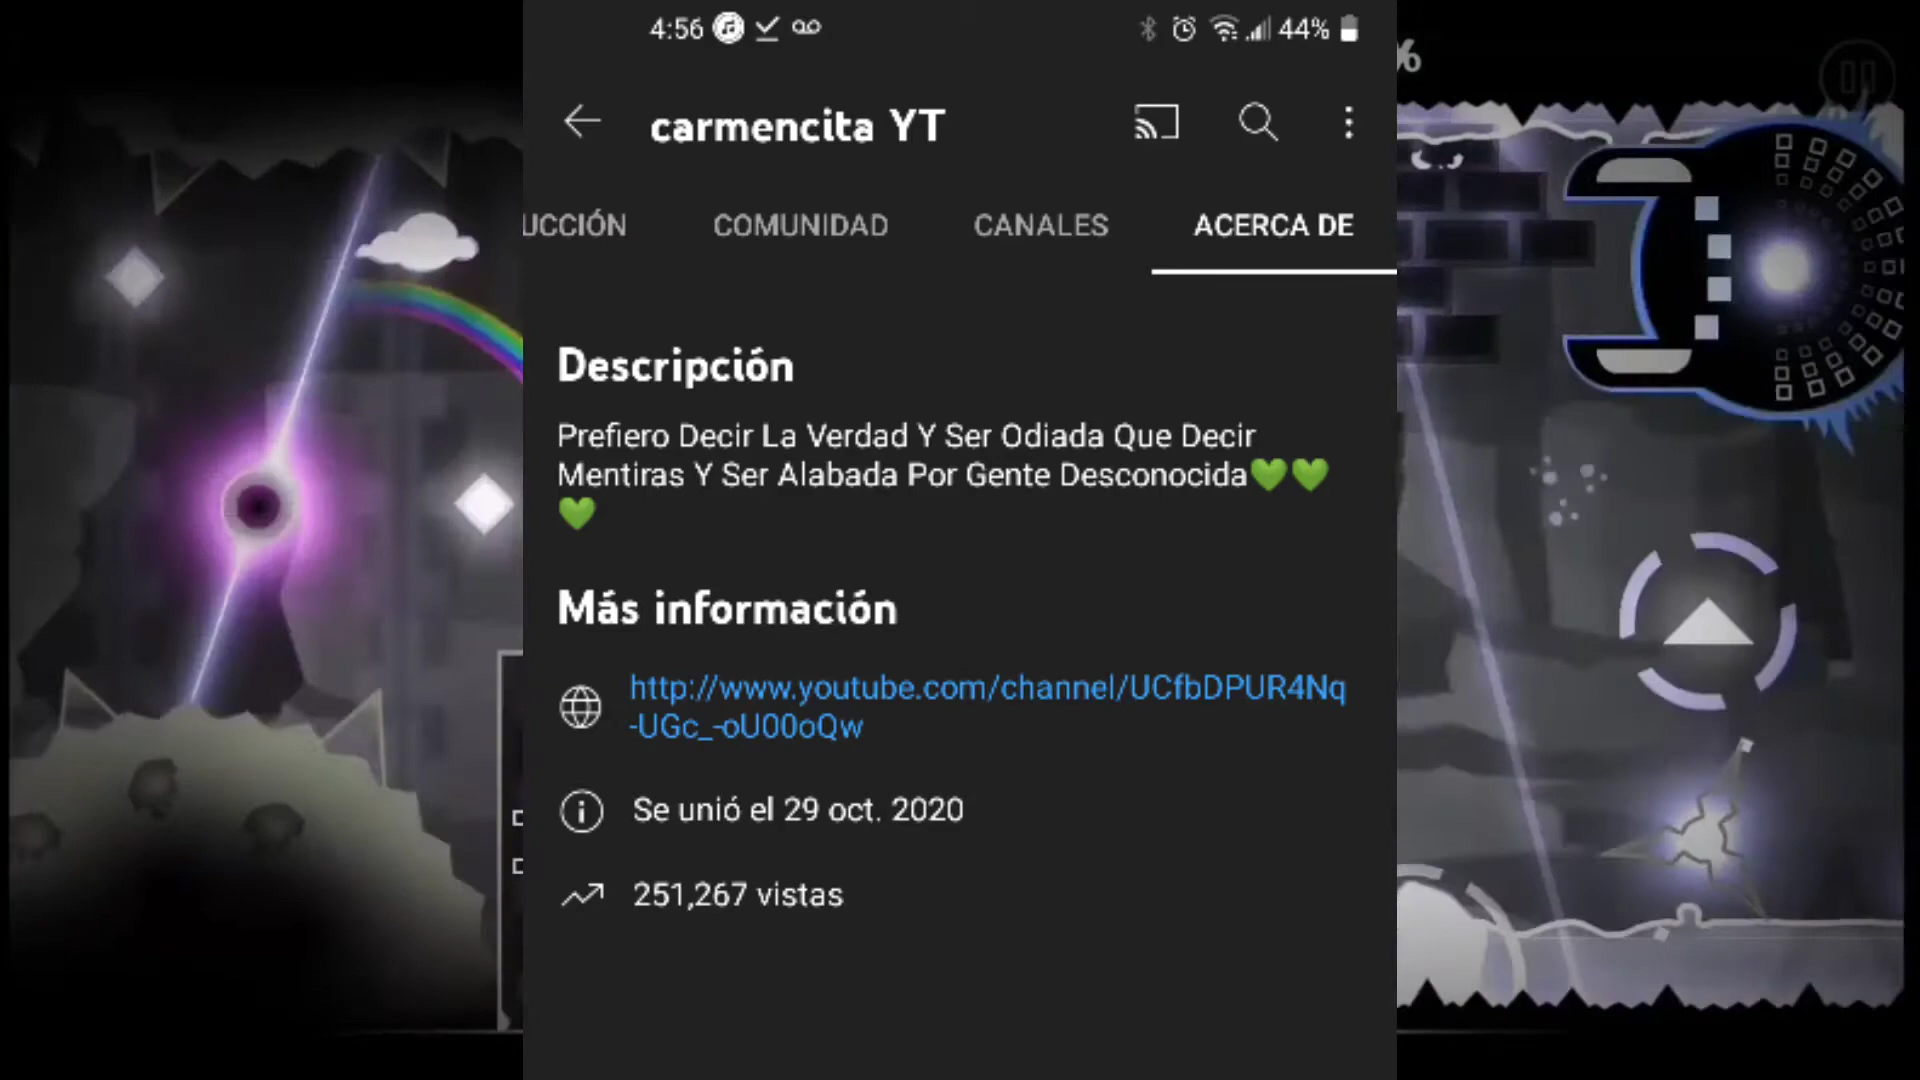 4:56 44%
carmencita YT
UCCIÓN COMUNIDAD CANALES ACERCA DE
Descripción
Prefiero Decir La Verdad Y Ser Odiada Que Decir
Mentiras Y Ser Alabada Por Gente Desconocida💚💚
💚
Más información
http://www.youtube.com/channel/UCfbDPUR4Nq
-UGc_-oU00oQw
Se unió el 29 oct. 2020
251,267 vistas
%